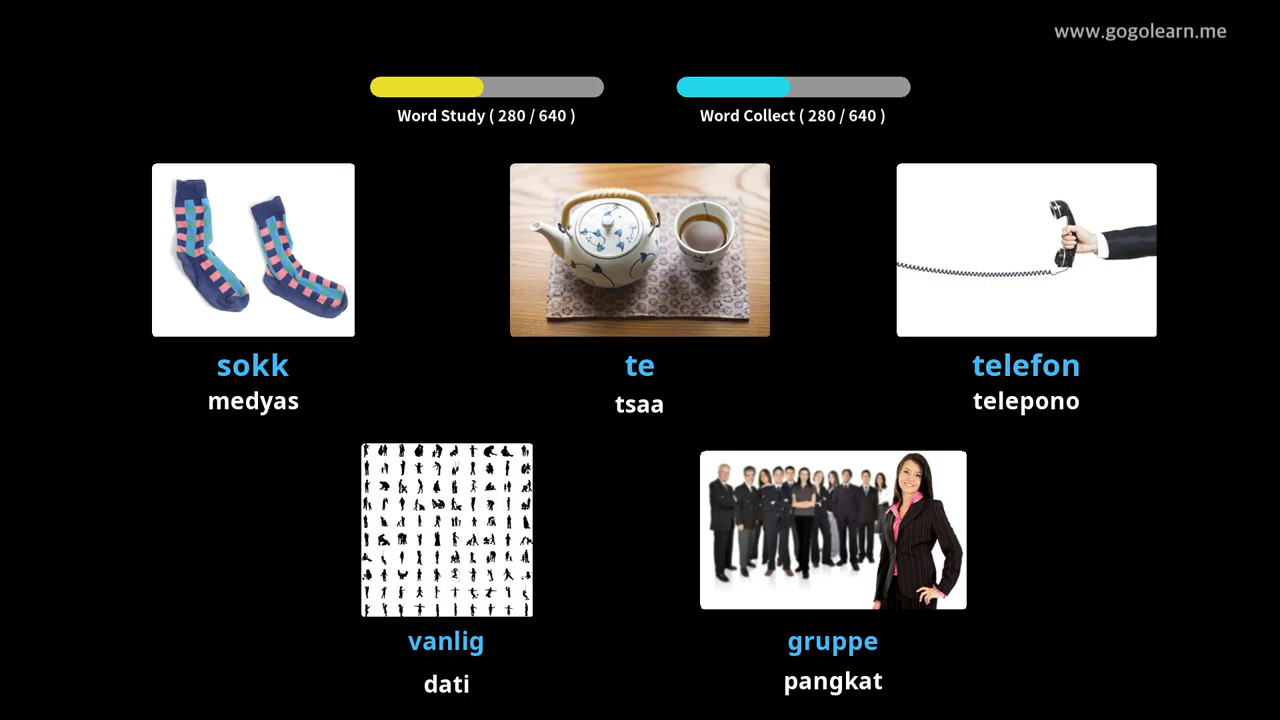 www.gogolearn.me
Word Study ( 280 / 640 )
Word Collect ( 280 / 640 )
sokk
te
telefon
medyas
tsaa
telepono
vanlig
gruppe
dati
pangkat